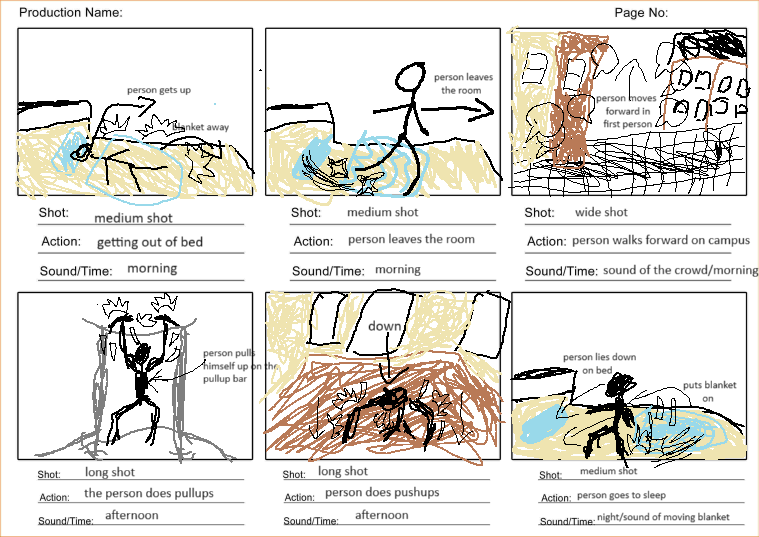 Production Name:
Page No:
person gets up
blanket away
person leaves
the room
person moves
forward in
first person
Shot: medium shot
Action: getting out of bed
Sound/Time: morning
Shot: medium shot
Action: person leaves the room
Sound/Time: morning
Shot: wide shot
Action: person walks forward on campus
Sound/Time: sound of the crowd/morning
person pulls
himself up on the
pullup bar
down
person lies down
on bed
puts blanket
on
Shot: long shot
Action: the person does pullups
Sound/Time: afternoon
Shot: long shot
Action: person does pushups
Sound/Time: afternoon
Shot: medium shot
Action: person goes to sleep
Sound/Time: night/sound of moving blanket